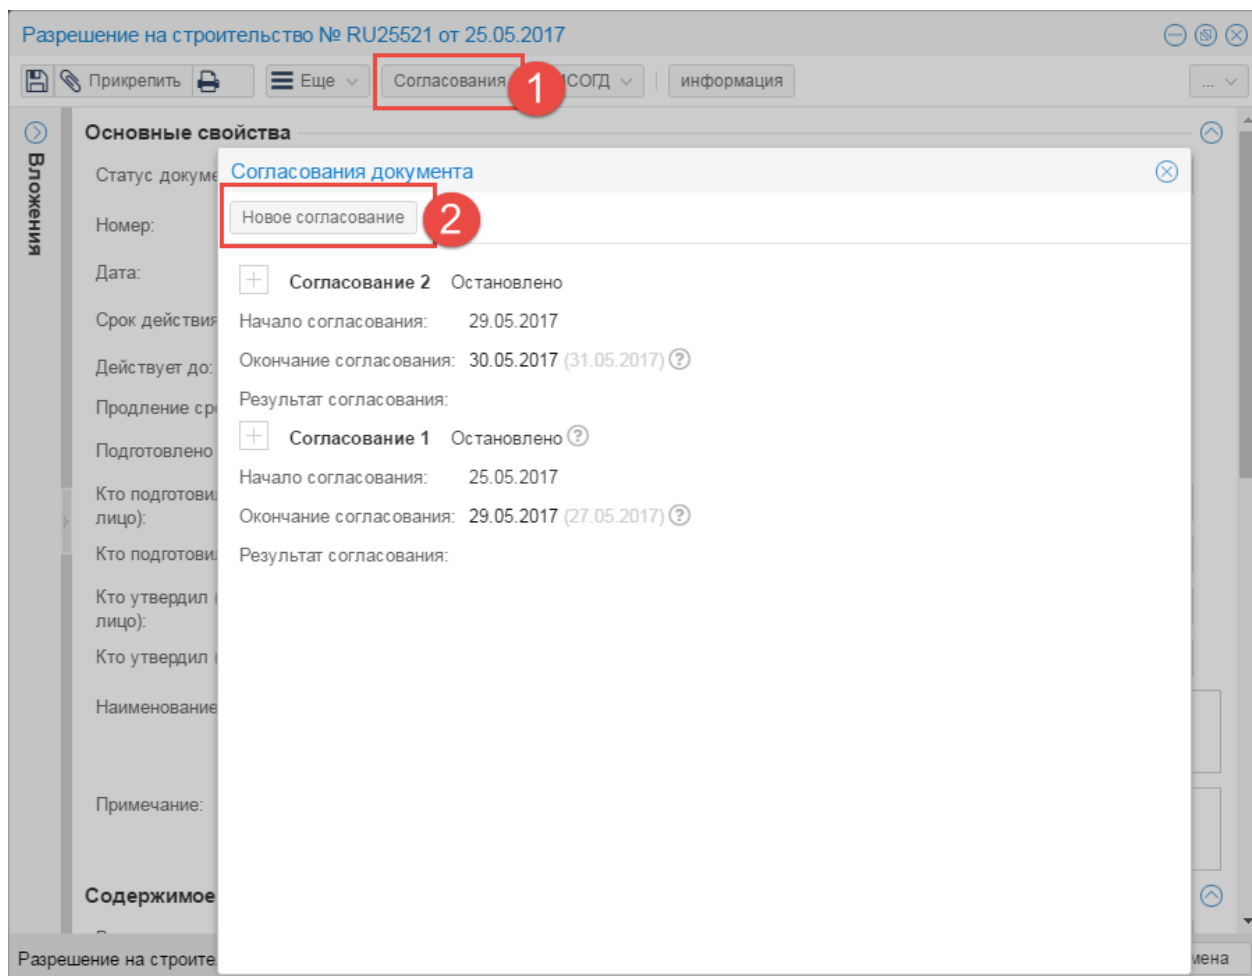 Разрешение на строительство № RU25521 от 25.05.2017
Прикрепить Еще Согласования 1 ИСОГД информация ...
Вложения
Основные свойства
Статус докуме
Согласования документа
Новое согласование 2
Номер:
Дата:
Согласование 2 Остановлено
Срок действия
Начало согласования: 29.05.2017
Действует до:
Окончание согласования: 30.05.2017 (31.05.2017) ?
Продление сро
Результат согласования:
Подготовлено
Согласование 1 Остановлено ?
Начало согласования: 25.05.2017
Кто подготовил
лицо):
Окончание согласования: 29.05.2017 (27.05.2017) ?
Кто подготовил
Результат согласования:
Кто утвердил (
лицо):
Кто утвердил (
Наименование
Примечание:
Содержимое
Разрешение на строите
мена